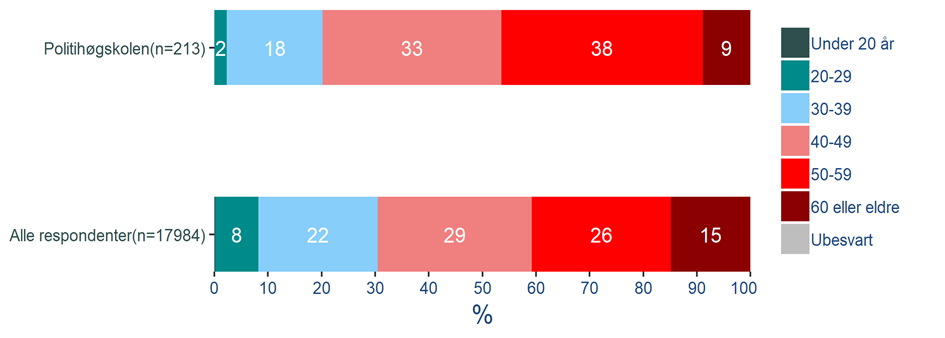 Politihøgskolen(n=213)
2 18 33 38 9
Alle respondenter(n=17984)
8 22 29 26 15
0 10 20 30 40 50 60 70 80 90 100
%
Under 20 år
20-29
30-39
40-49
50-59
60 eller eldre
Ubesvart